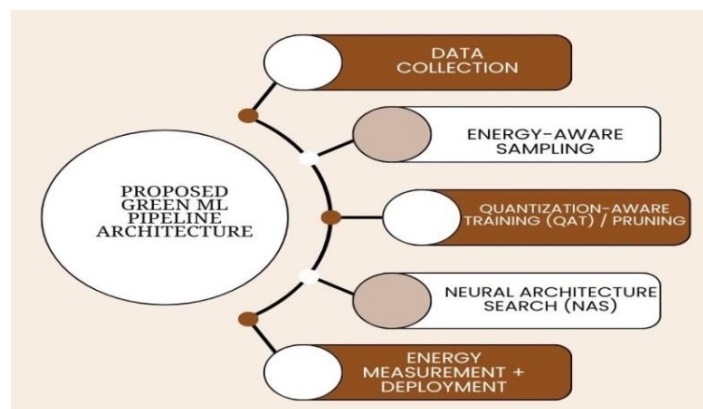 PROPOSED
GREEN ML
PIPELINE
ARCHITECTURE
DATA
COLLECTION
ENERGY-AWARE
SAMPLING
QUANTIZATION-AWARE
TRAINING (QAT) / PRUNING
NEURAL ARCHITECTURE
SEARCH (NAS)
ENERGY
MEASUREMENT +
DEPLOYMENT